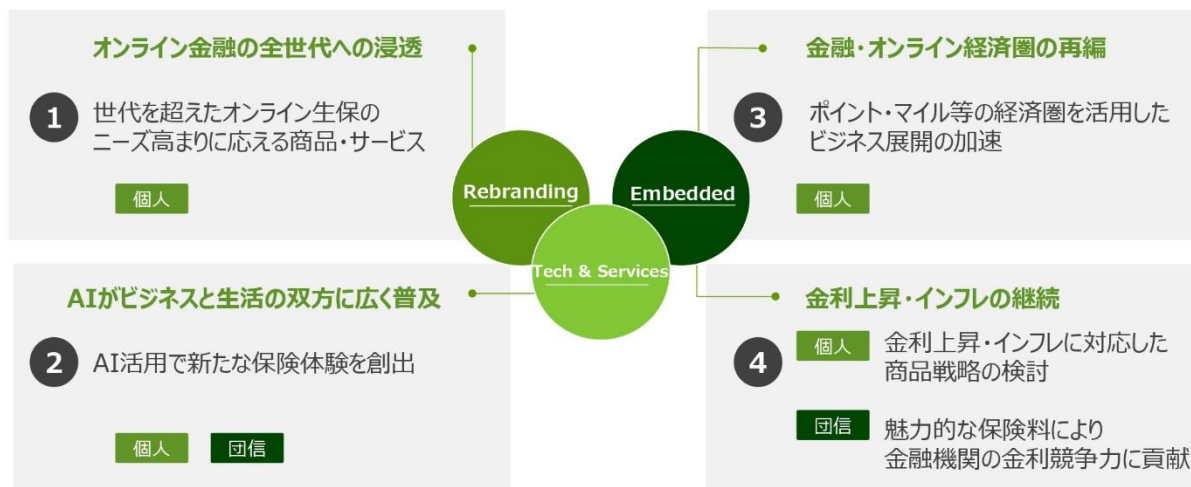 オンライン金融の全世代への浸透
1
世代を超えたオンライン生保の
ニーズ高まりに応える商品・サービス
個人
AIがビジネスと生活の双方に広く普及
2
AI活用で新たな保険体験を創出
個人
団信
Rebranding
Embedded
Tech & Services
金融・オンライン経済圏の再編
3
ポイント・マイル等の経済圏を活用した
ビジネス展開の加速
個人
金利上昇・インフレの継続
4
個人
金利上昇・インフレに対応した
商品戦略の検討
団信
魅力的な保険料により
金融機関の金利競争力に貢献